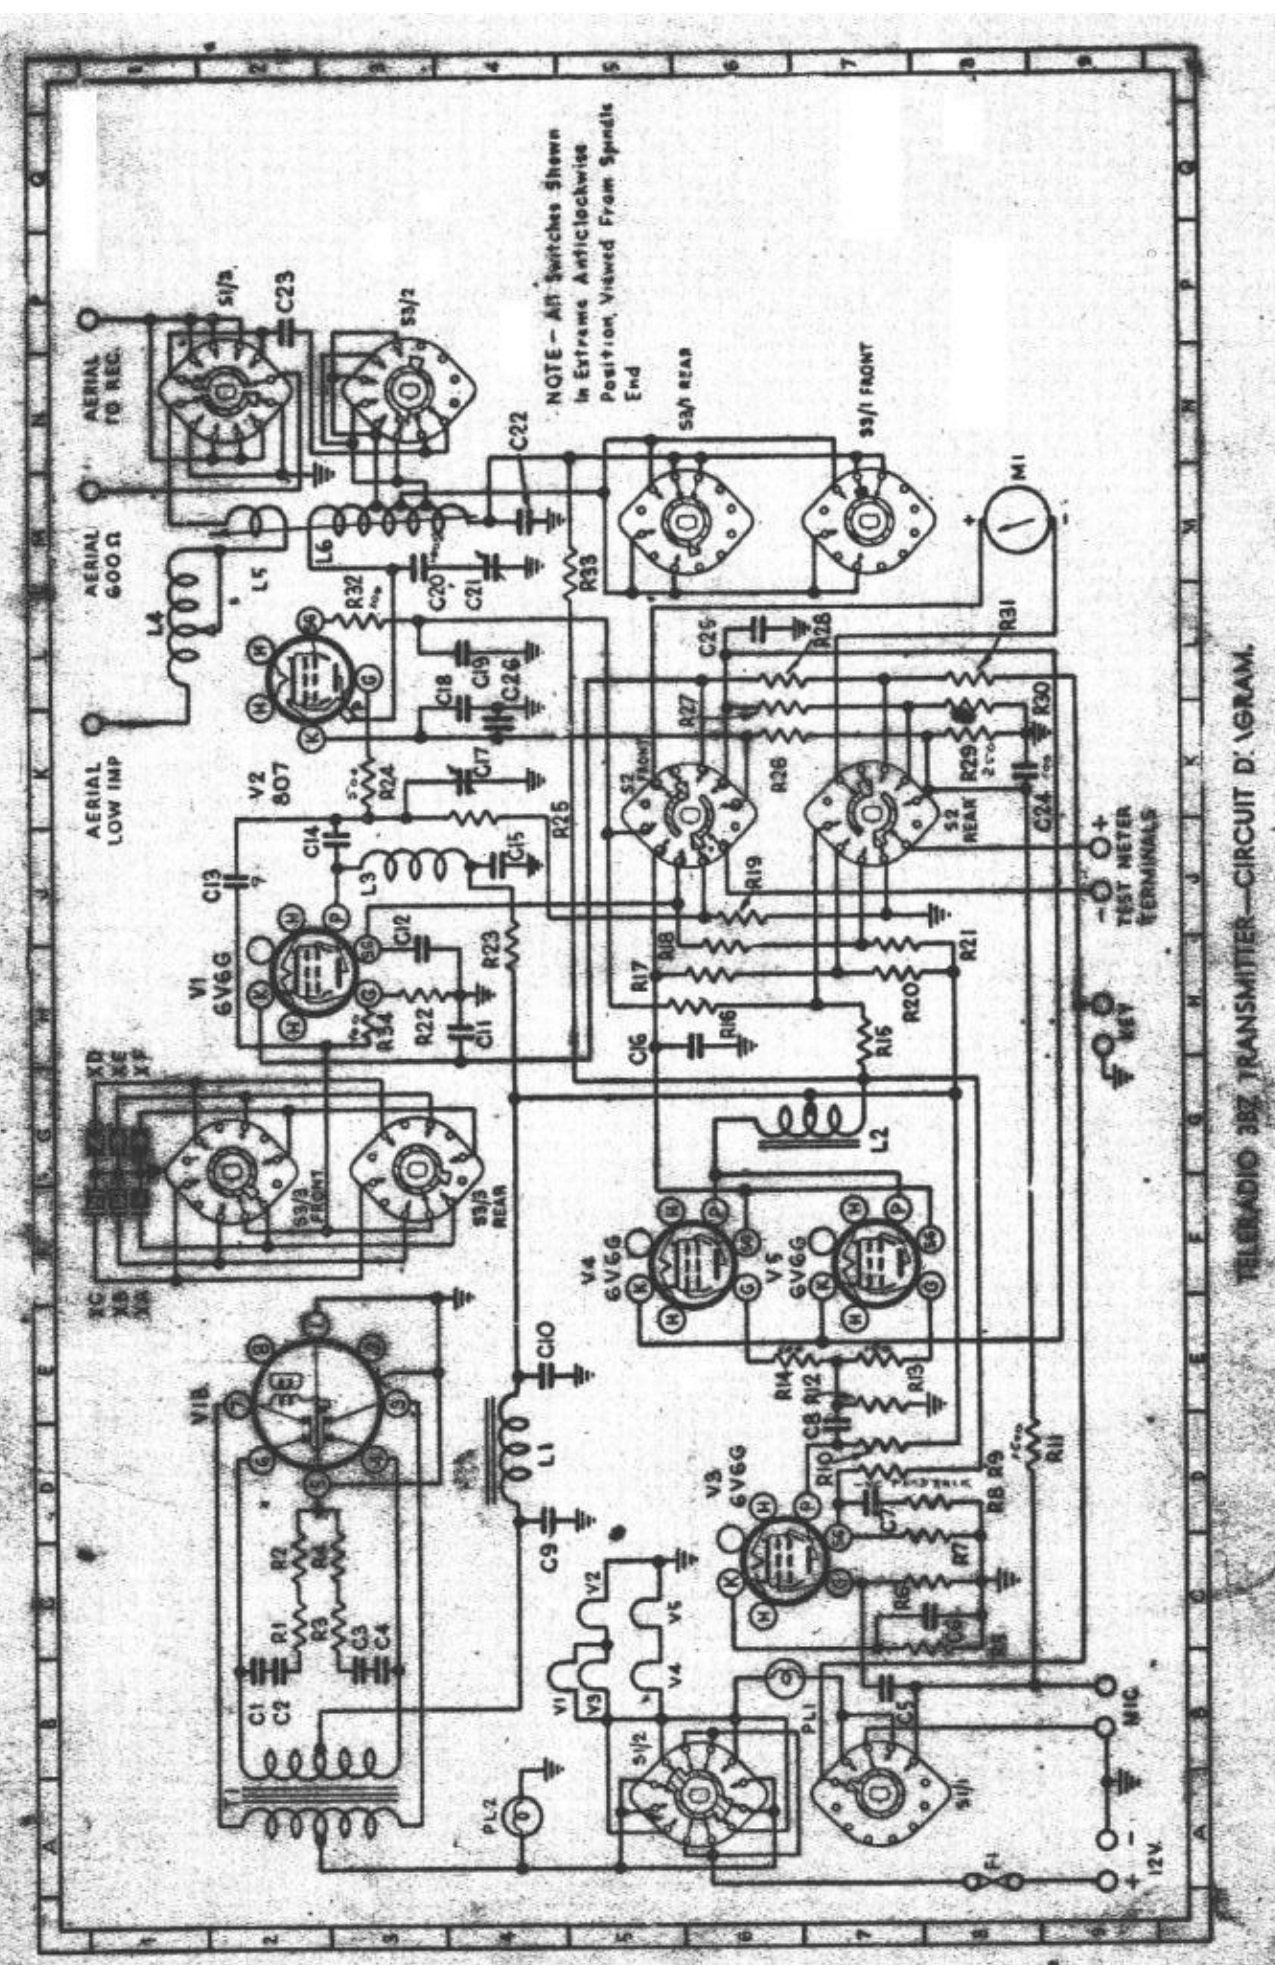 AERIAL
LOW IMP
AERIAL
600Ω
AERIAL
TO REC.
L4
L5
L6
S1/3
C23
S3/2
NOTE – All Switches Shown
In Extreme Anticlockwise
Position, Viewed From Spindle
End
V2
807
R24
R32
C18
C19
C26
C17
C20
C21
C22
R33
R25
V1
6V6G
C13
C14
L3
C15
C12
R34
R22
C11
R23
XD
XE
XF
XC
XB
XA
S3/3
FRONT
S3/3
REAR
V1B
R2
R4
R1
R3
C1
C2
C3
C4
T1
L1
C9
C10
PL2
V1
V3
V2
V4
V5
S1/2
PL1
S1/1
C5
V3
6V6G
R10
C8
R12
R14
R13
C7
R7
R8
R9
R6
R11
V4
6V6G
V5
6V6G
L2
C16
R16
R15
R17
R18
R19
R20
R21
S2
FRONT
S2
REAR
R26
R27
C25
R28
R29
R30
R31
C24
S3/1 REAR
S3/1 FRONT
M1
+
-
F1
+
-
12V.
MIC.
KEY
- +
TEST METER
TERMINALS
TELERADIO 3BZ TRANSMITTER—CIRCUIT DIAGRAM.